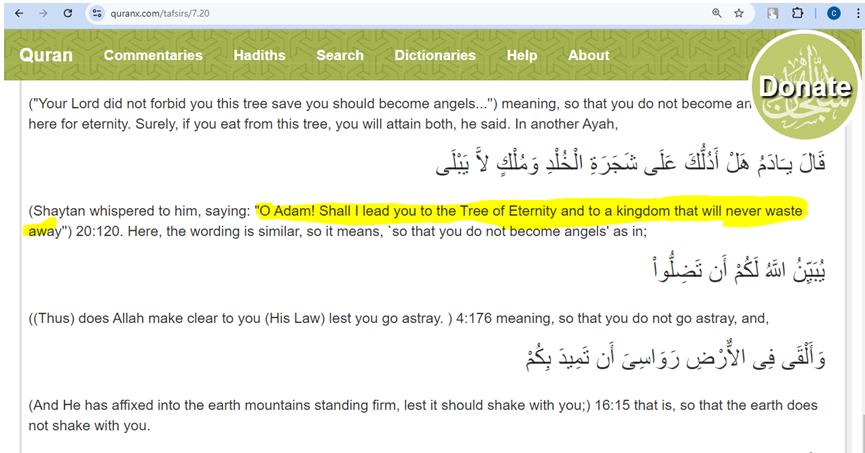 quranx.com/tafsirs/7.20
C
Quran Commentaries Hadiths Search Dictionaries Help About
Donate
("Your Lord did not forbid you this tree save you should become angels...") meaning, so that you do not become an
here for eternity. Surely, if you eat from this tree, you will attain both, he said. In another Ayah,
قَالَ يـَادَمُ هَلْ أَدُلُّكَ عَلَى شَجَرَةِ الْخُلْدِ وَمُلْكٍ لاَّ يَبْلَى
(Shaytan whispered to him, saying: "O Adam! Shall I lead you to the Tree of Eternity and to a kingdom that will never waste
away'') 20:120. Here, the wording is similar, so it means, `so that you do not become angels' as in;
يُبَيِّنُ اللَّهُ لَكُمْ أَن تَضِلُّواْ
((Thus) does Allah make clear to you (His Law) lest you go astray. ) 4:176 meaning, so that you do not go astray, and,
وَأَلْقَى فِى الاٌّرْضِ رَوَاسِىَ أَن تَمِيدَ بِكُمْ
(And He has affixed into the earth mountains standing firm, lest it should shake with you;) 16:15 that is, so that the earth does
not shake with you.